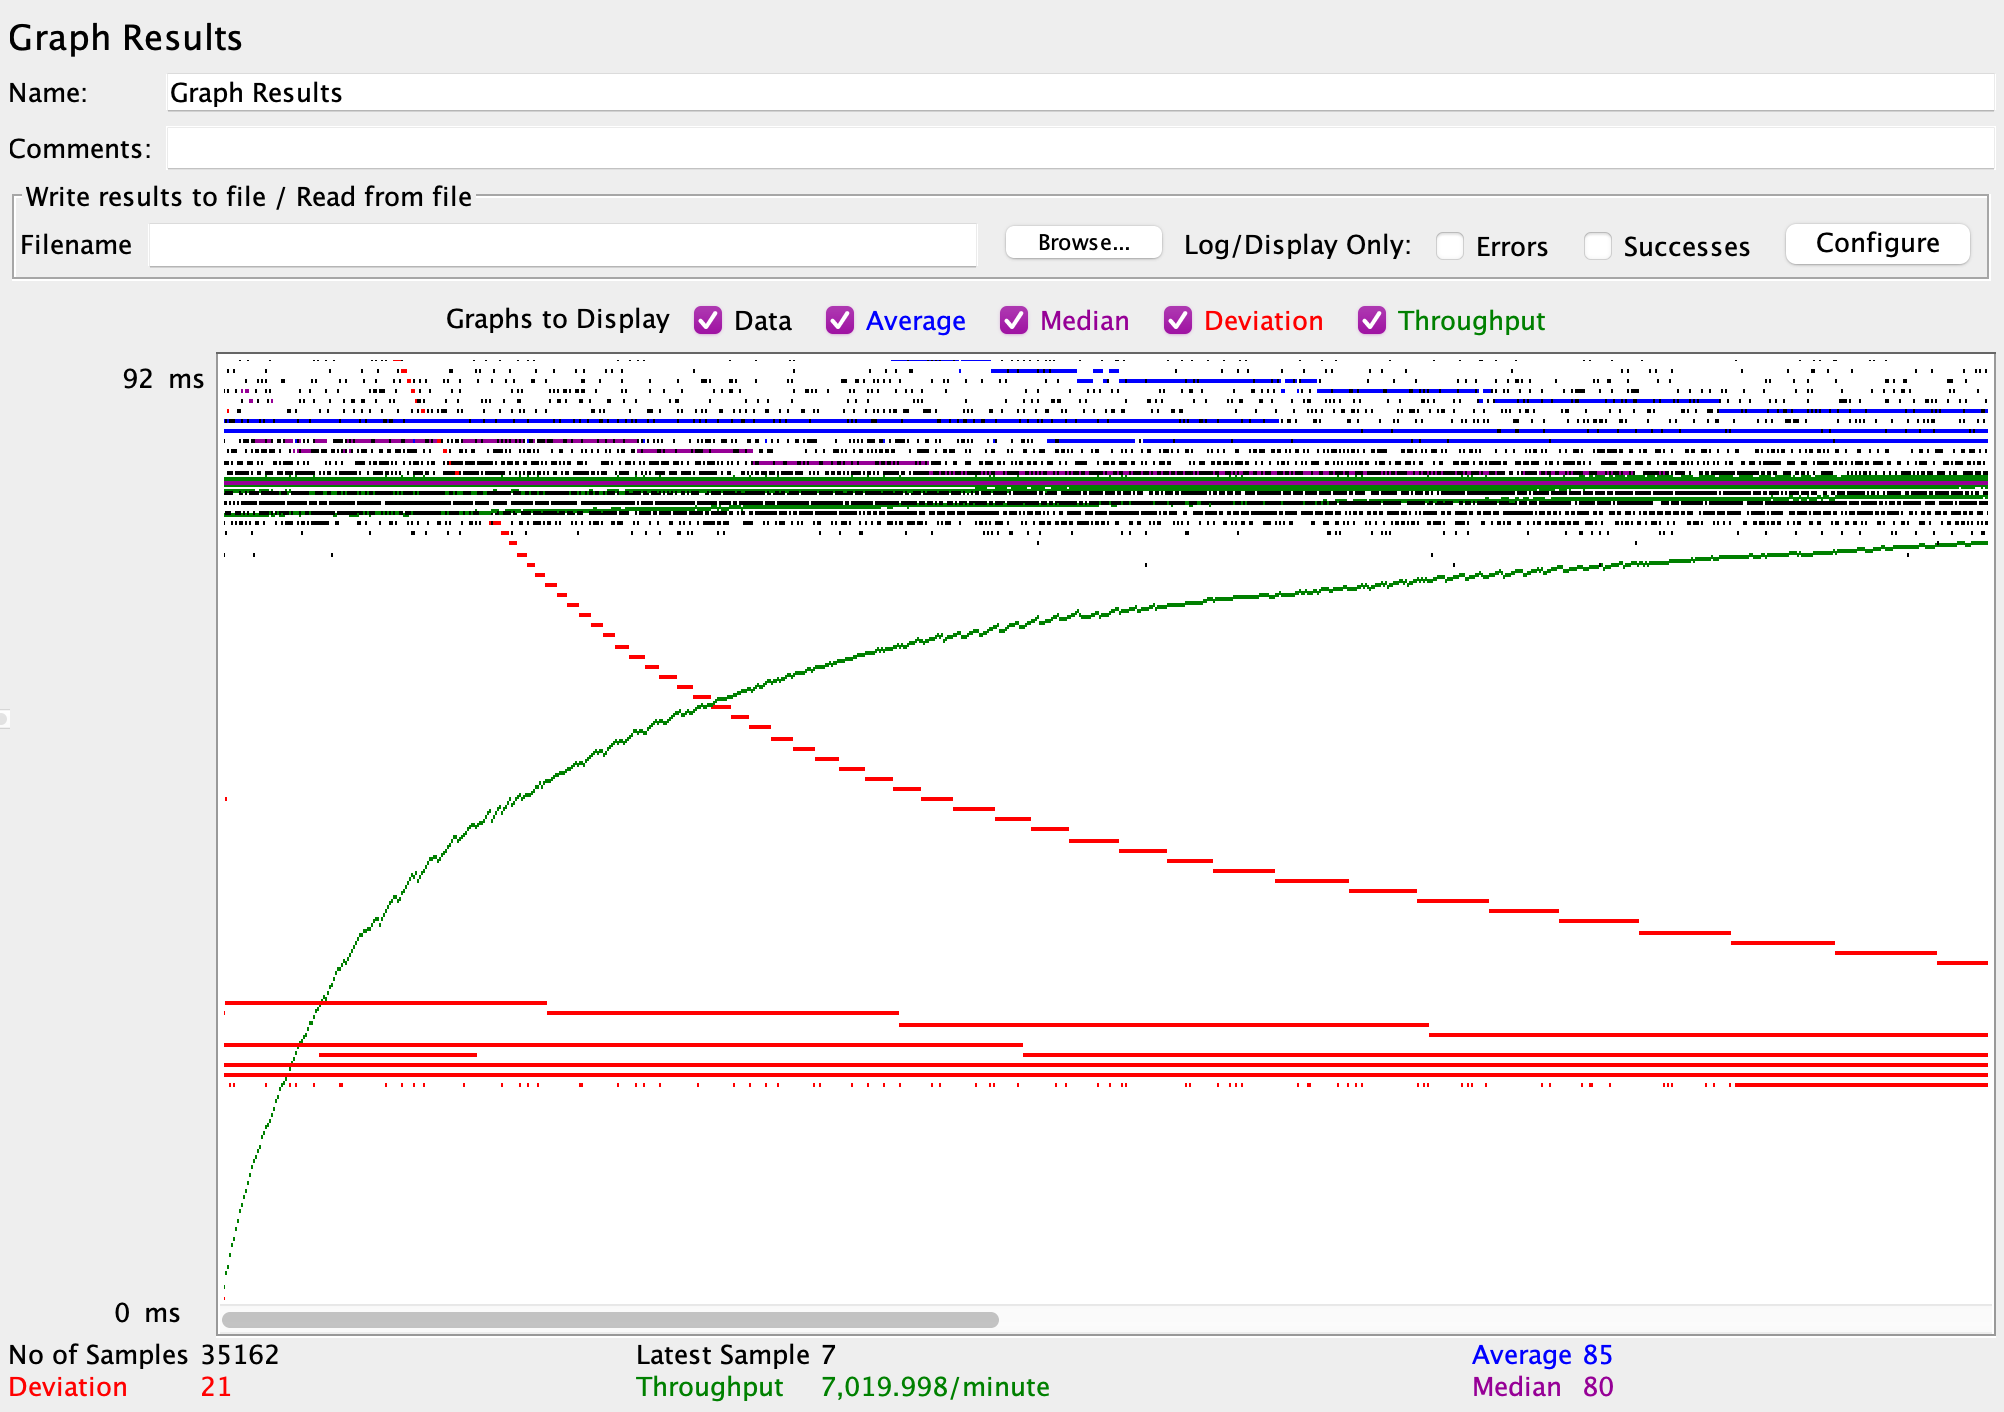 Graph Results
Name: Graph Results
Comments:
Write results to file / Read from file
Filename Browse... Log/Display Only: Errors Successes Configure
Graphs to Display Data Average Median Deviation Throughput
92 ms
0 ms
No of Samples 35162 Latest Sample 7 Average 85
Deviation 21 Throughput 7,019.998/minute Median 80